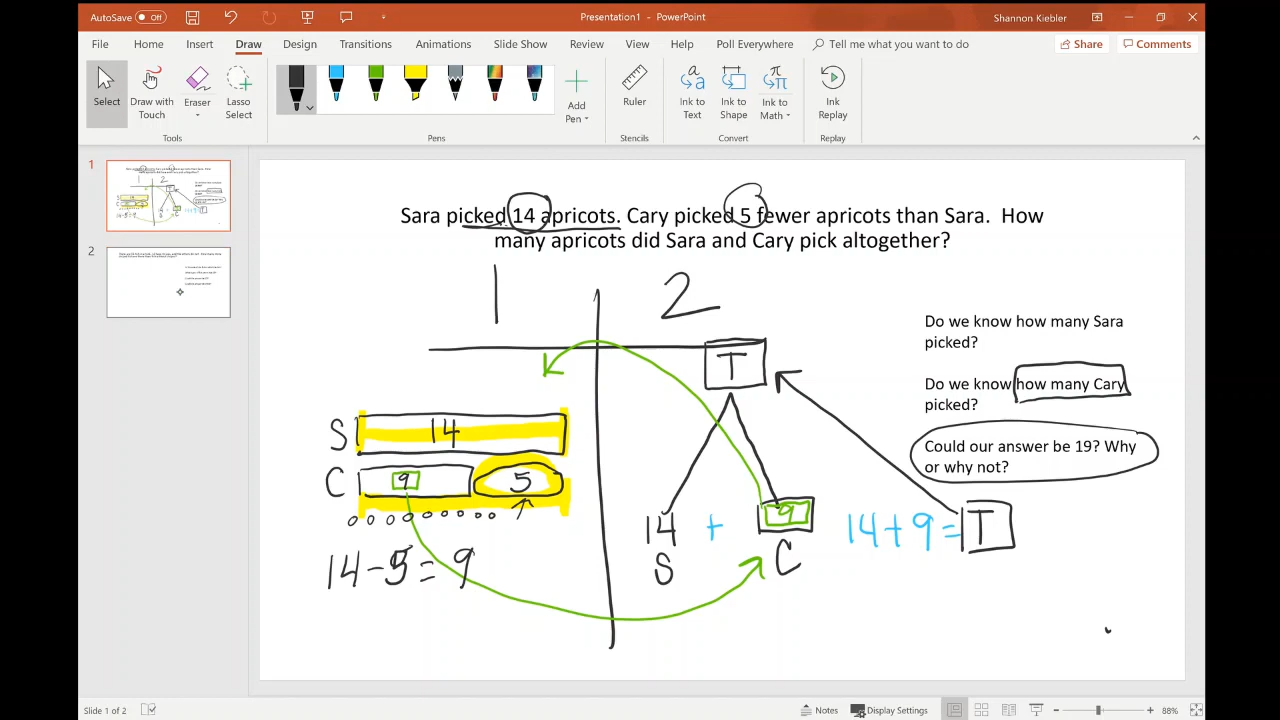 AutoSave Off
Presentation1 - PowerPoint
Shannon Kiebler
File Home Insert Draw Design Transitions Animations Slide Show Review View Help Poll Everywhere Tell me what you want to do Share Comments
Select
Draw with Touch
Eraser
Lasso Select
Add Pen
Ruler
Ink to Text
Ink to Shape
Ink to Math
Ink Replay
Tools
Pens
Stencils
Convert
Replay
1
2
Sara picked 14 apricots. Cary picked 5 fewer apricots than Sara. How
many apricots did Sara and Cary pick altogether?
1 2
Do we know how many Sara
picked?
Do we know how many Cary
picked?
Could our answer be 19? Why
or why not?
T
S 14
C 9 5
14 + 9
S C
14 + 9 = T
14 - 5 = 9
Slide 1 of 2
Notes
Display Settings
88%